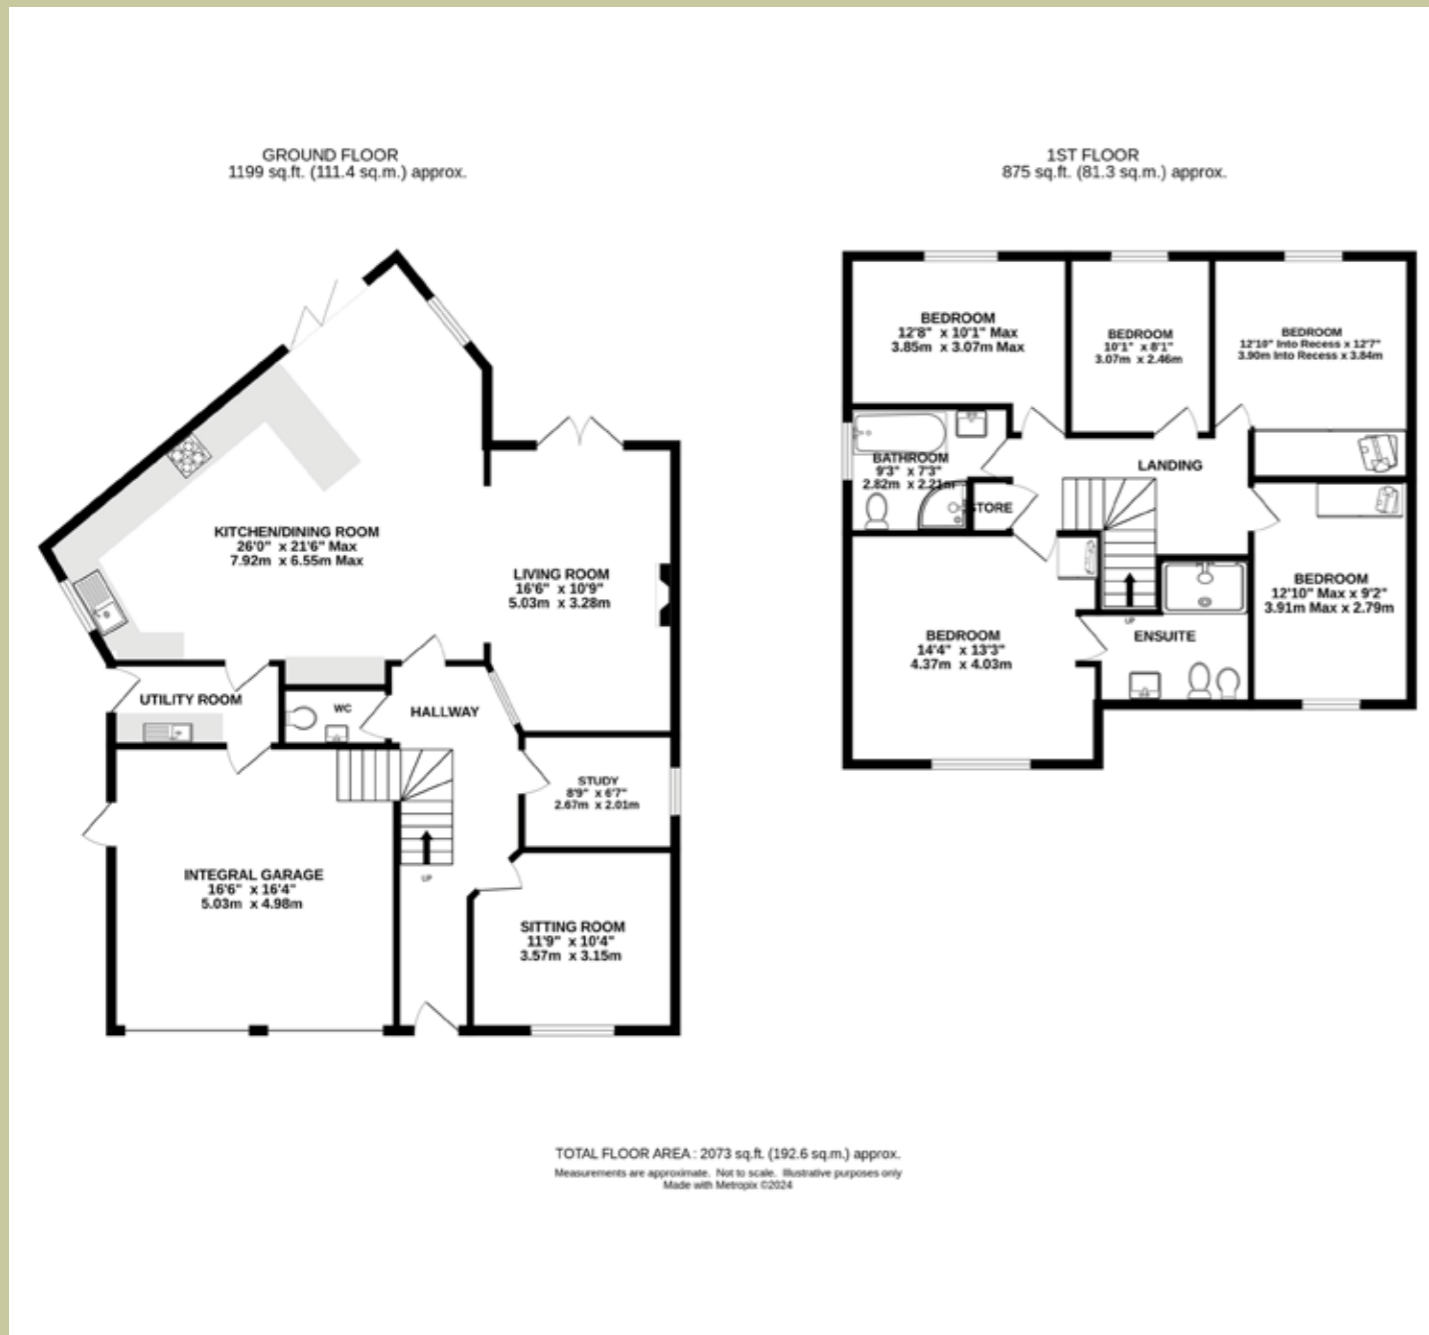 GROUND FLOOR
1199 sq.ft. (111.4 sq.m.) approx.
KITCHEN/DINING ROOM
26'0" x 21'6" Max
7.92m x 6.55m Max
LIVING ROOM
16'6" x 10'9"
5.03m x 3.28m
UTILITY ROOM
WC
HALLWAY
STUDY
8'9" x 6'7"
2.67m x 2.01m
UP
INTEGRAL GARAGE
16'6" x 16'4"
5.03m x 4.98m
SITTING ROOM
11'9" x 10'4"
3.57m x 3.15m
1ST FLOOR
875 sq.ft. (81.3 sq.m.) approx.
BEDROOM
12'8" x 10'1" Max
3.85m x 3.07m Max
BEDROOM
10'1" x 8'1"
3.07m x 2.46m
BEDROOM
12'10" Into Recess x 12'7"
3.90m Into Recess x 3.84m
BATHROOM
9'3" x 7'3"
2.82m x 2.21m
LANDING
STORE
BEDROOM
12'10" Max x 9'2"
3.91m Max x 2.79m
UP
BEDROOM
14'4" x 13'3"
4.37m x 4.03m
ENSUITE
TOTAL FLOOR AREA : 2073 sq.ft. (192.6 sq.m.) approx.
Measurements are approximate. Not to scale. Illustrative purposes only
Made with Metropix ©2024